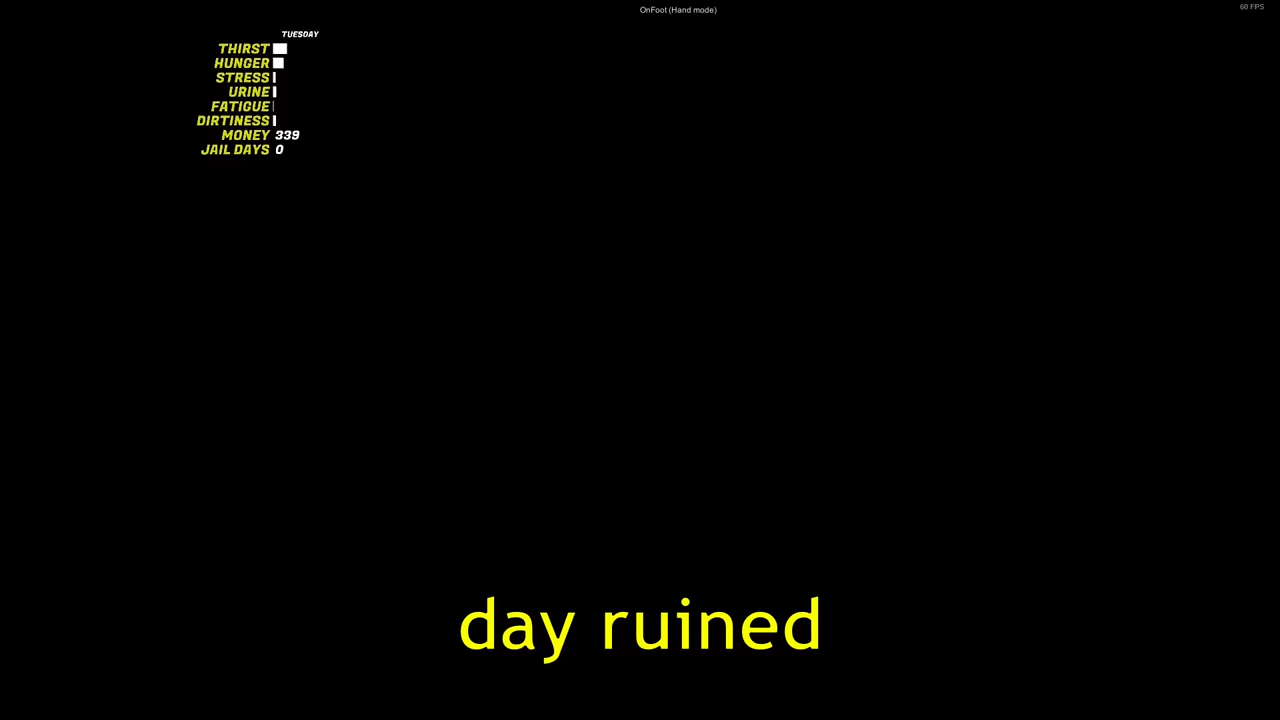 OnFoot (Hand mode)
60 FPS
TUESDAY
THIRST
HUNGER
STRESS
URINE
FATIGUE
DIRTINESS
MONEY 339
JAIL DAYS 0
day ruined